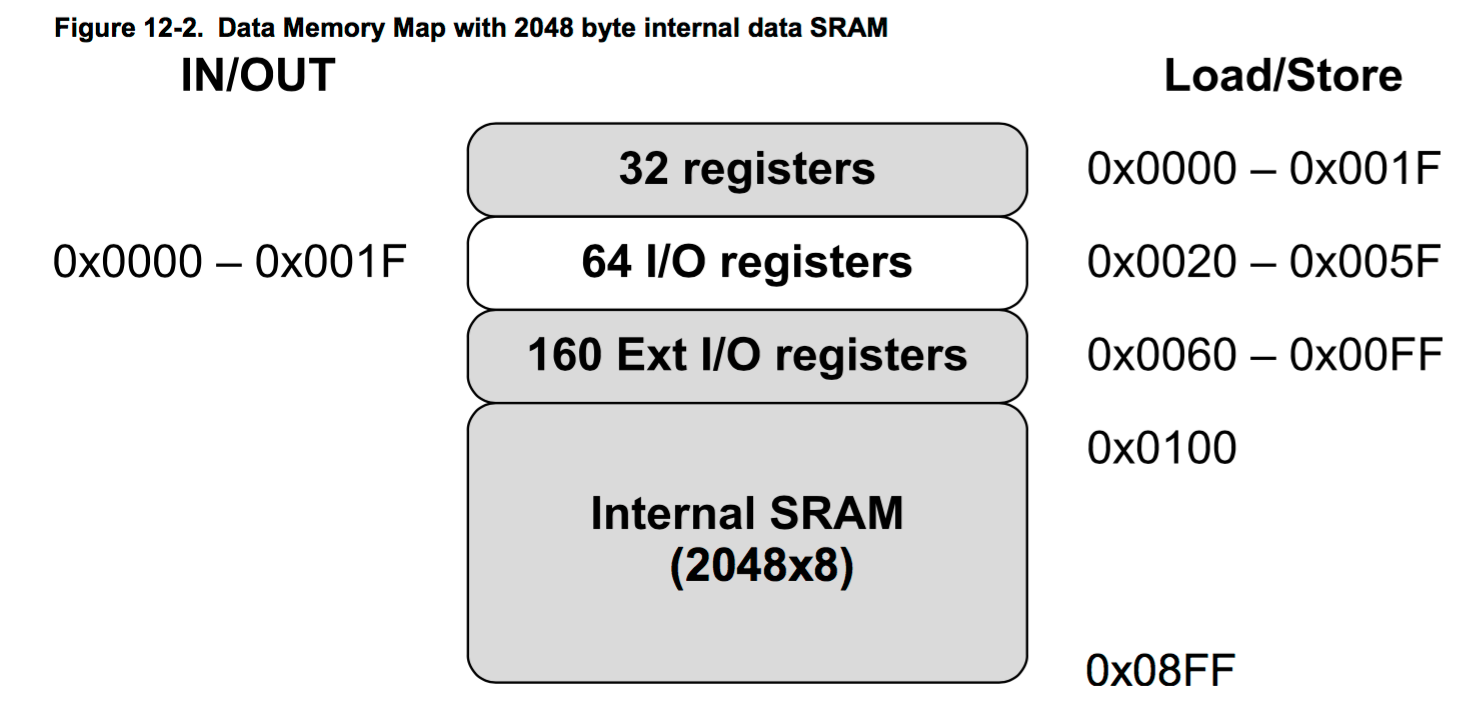 Figure 12-2. Data Memory Map with 2048 byte internal data SRAM
IN/OUT
Load/Store
32 registers
0x0000 – 0x001F
0x0000 – 0x001F
64 I/O registers
0x0020 – 0x005F
160 Ext I/O registers
0x0060 – 0x00FF
0x0100
Internal SRAM
(2048x8)
0x08FF